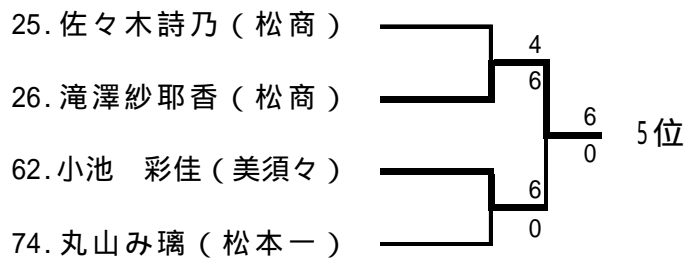 25.佐々木詩乃（松商）
4
6
26.滝澤紗耶香（松商）
6
0
5位
62.小池　彩佳（美須々）
6
0
74.丸山み璃（松本一）